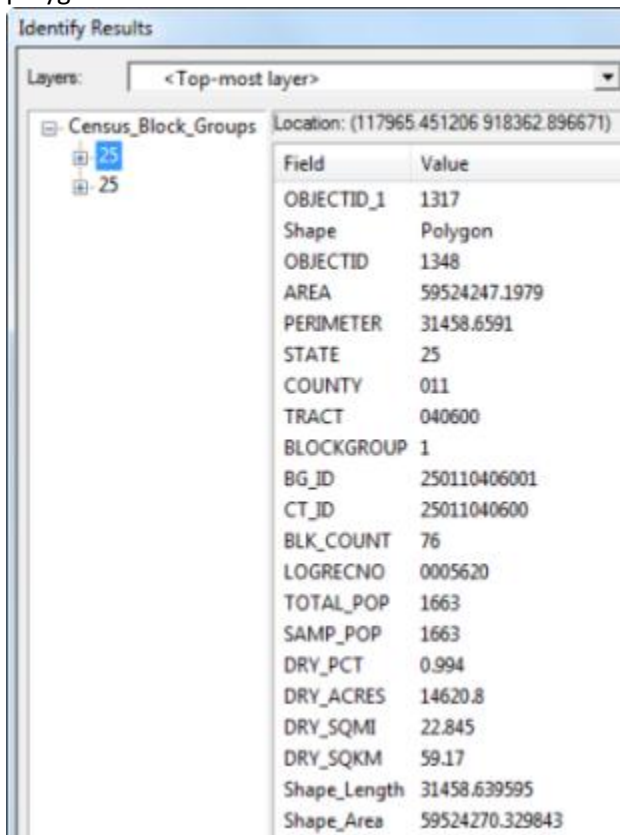 Identify Results
Layers: <Top-most layer>
Census_Block_Groups
25
25
Location: (117965.451206 918362.896671)
Field Value
OBJECTID_1 1317
Shape Polygon
OBJECTID 1348
AREA 59524247.1979
PERIMETER 31458.6591
STATE 25
COUNTY 011
TRACT 040600
BLOCKGROUP 1
BG_ID 250110406001
CT_ID 25011040600
BLK_COUNT 76
LOGRECNO 0005620
TOTAL_POP 1663
SAMP_POP 1663
DRY_PCT 0.994
DRY_ACRES 14620.8
DRY_SQMI 22.845
DRY_SQKM 59.17
Shape_Length 31458.639595
Shape_Area 59524270.329843